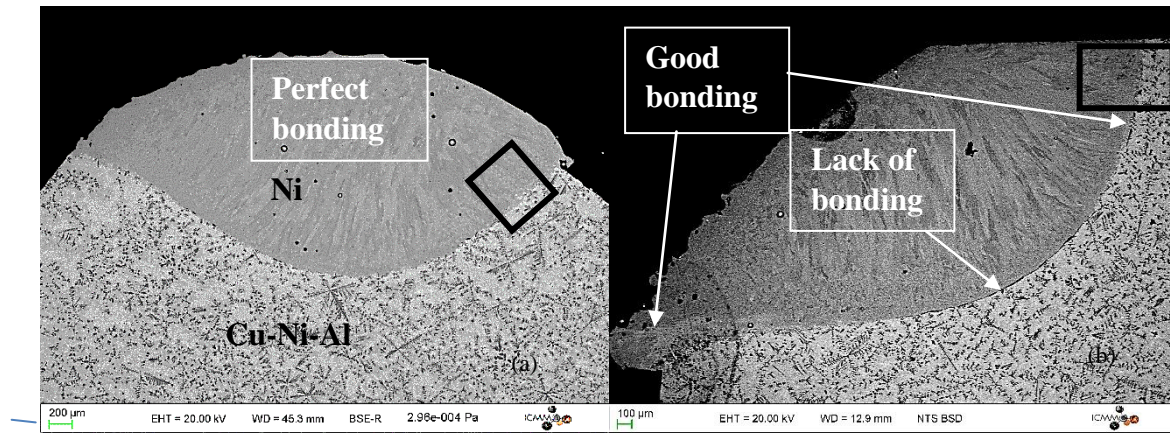 Perfect
bonding
Ni
Cu-Ni-Al
(a)
200 µm EHT = 20.00 kV WD = 45.3 mm BSE-R 2.96e-004 Pa
Good
bonding
Lack of
bonding
(b)
100 µm EHT = 20.00 kV WD = 12.9 mm NTS BSD